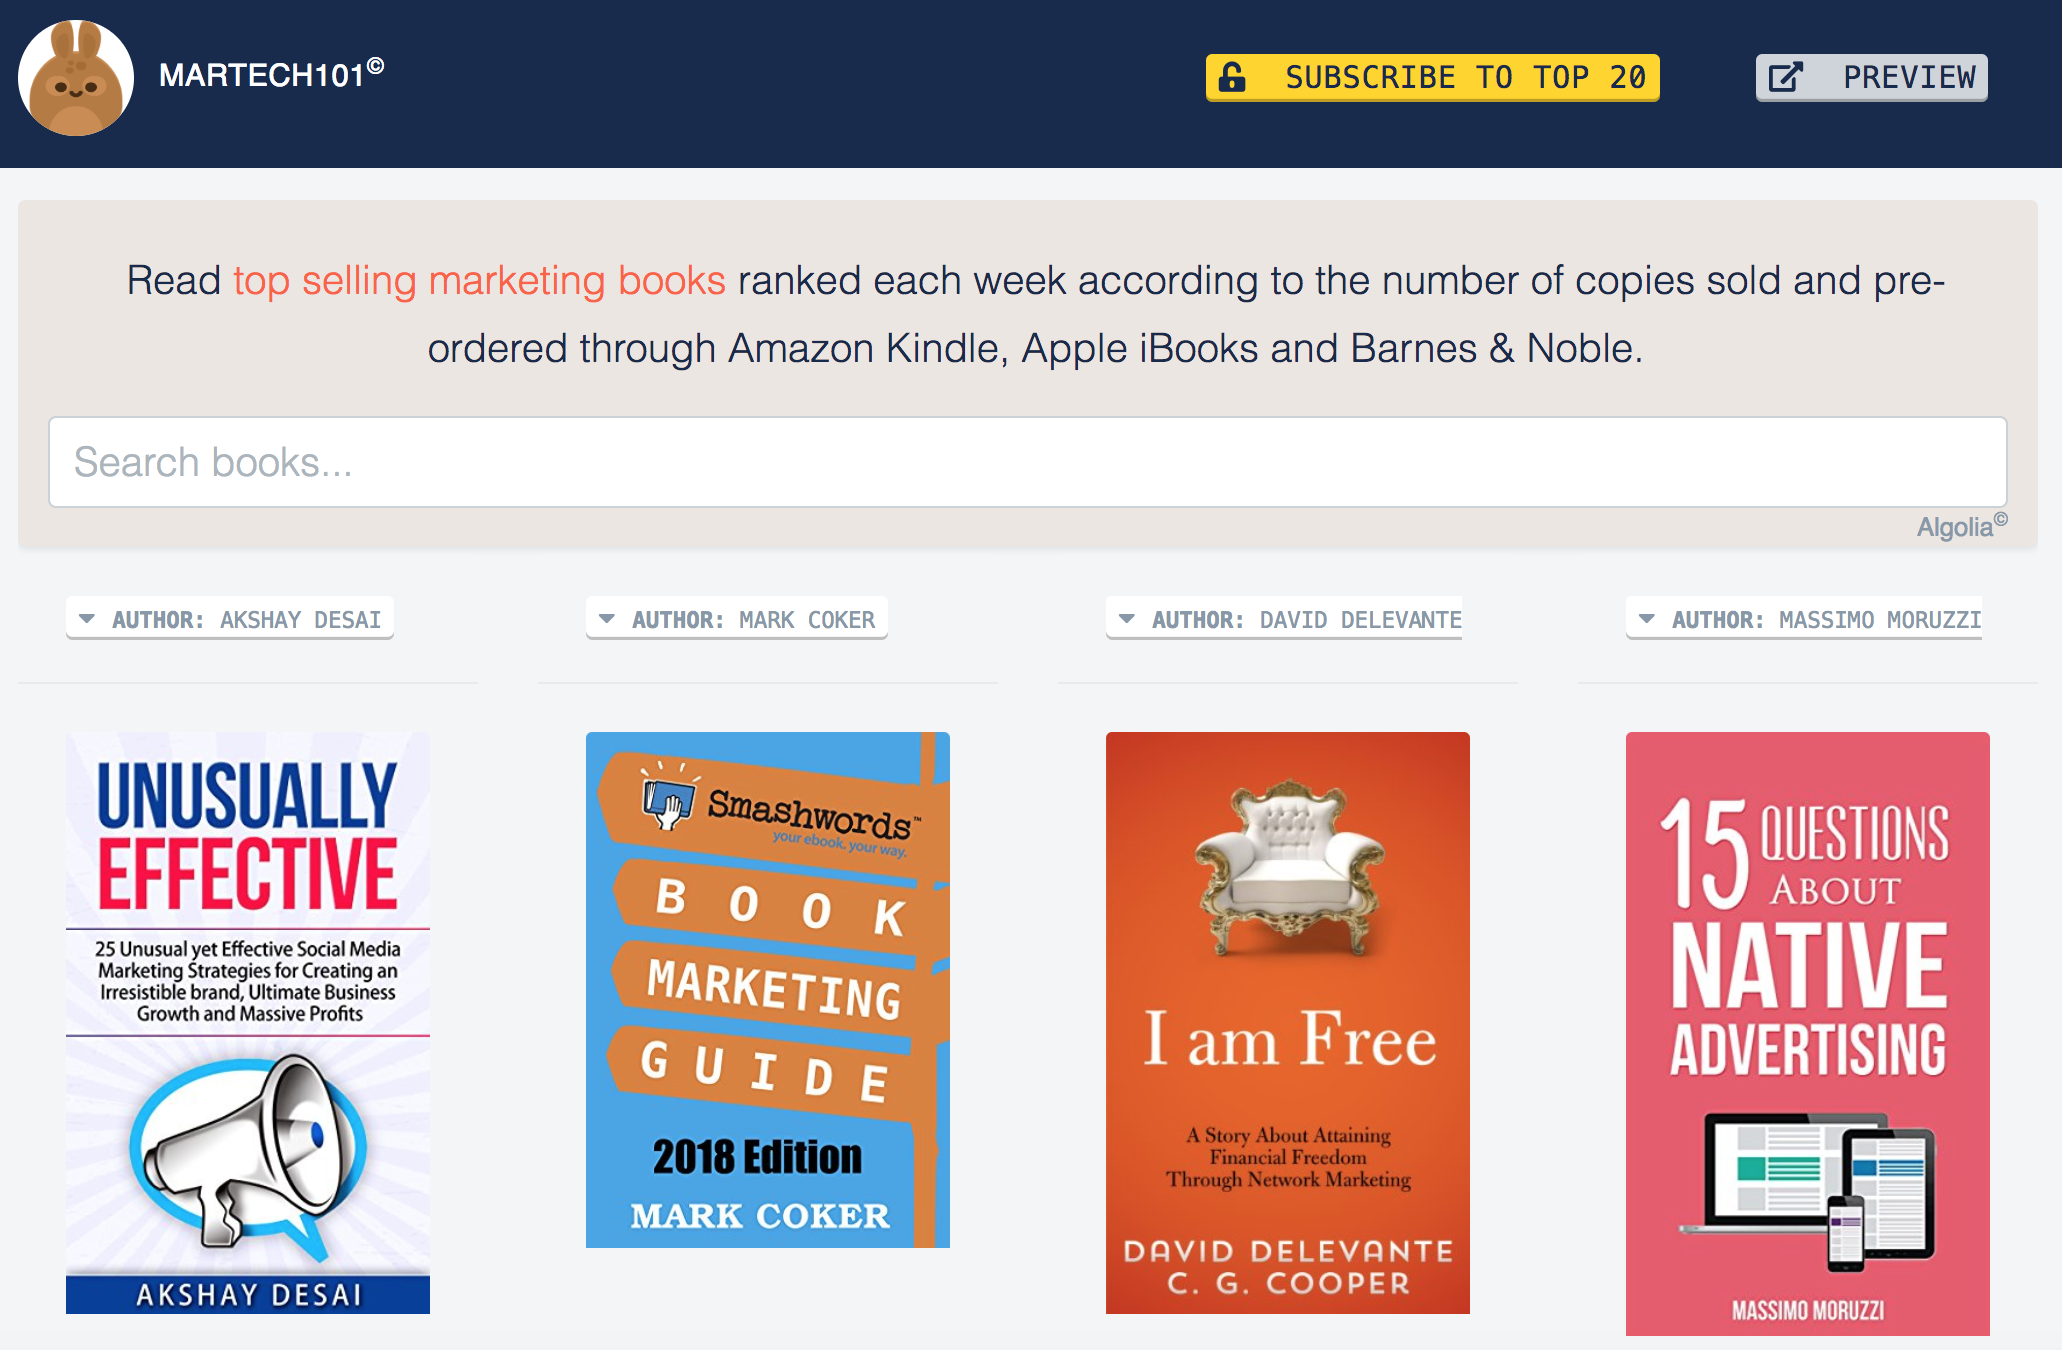 MARTECH101©
SUBSCRIBE TO TOP 20
PREVIEW
Read top selling marketing books ranked each week according to the number of copies sold and pre-
ordered through Amazon Kindle, Apple iBooks and Barnes & Noble.
Search books...
Algolia©
AUTHOR: AKSHAY DESAI
AUTHOR: MARK COKER
AUTHOR: DAVID DELEVANTE
AUTHOR: MASSIMO MORUZZI
UNUSUALLY
EFFECTIVE
25 Unusual yet Effective Social Media
Marketing Strategies for Creating an
Irresistible brand, Ultimate Business
Growth and Massive Profits
AKSHAY DESAI
Smashwords™
your ebook. your way.
BOOK
MARKETING
GUIDE
2018 Edition
MARK COKER
I am Free
A Story About Attaining
Financial Freedom
Through Network Marketing
DAVID DELEVANTE
C. G. COOPER
15 QUESTIONS
ABOUT
NATIVE
ADVERTISING
MASSIMO MORUZZI